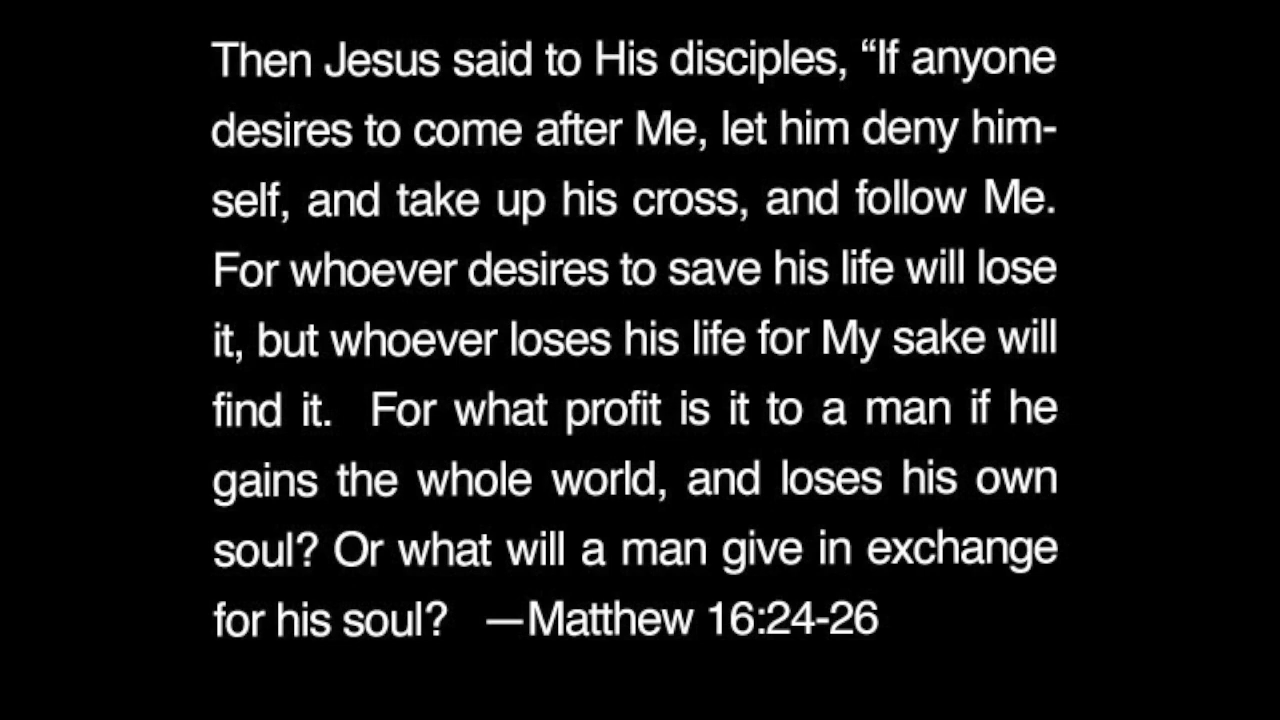 Then Jesus said to His disciples, “If anyone
desires to come after Me, let him deny him-
self, and take up his cross, and follow Me.
For whoever desires to save his life will lose
it, but whoever loses his life for My sake will
find it.  For what profit is it to a man if he
gains the whole world, and loses his own
soul? Or what will a man give in exchange
for his soul?   —Matthew 16:24-26